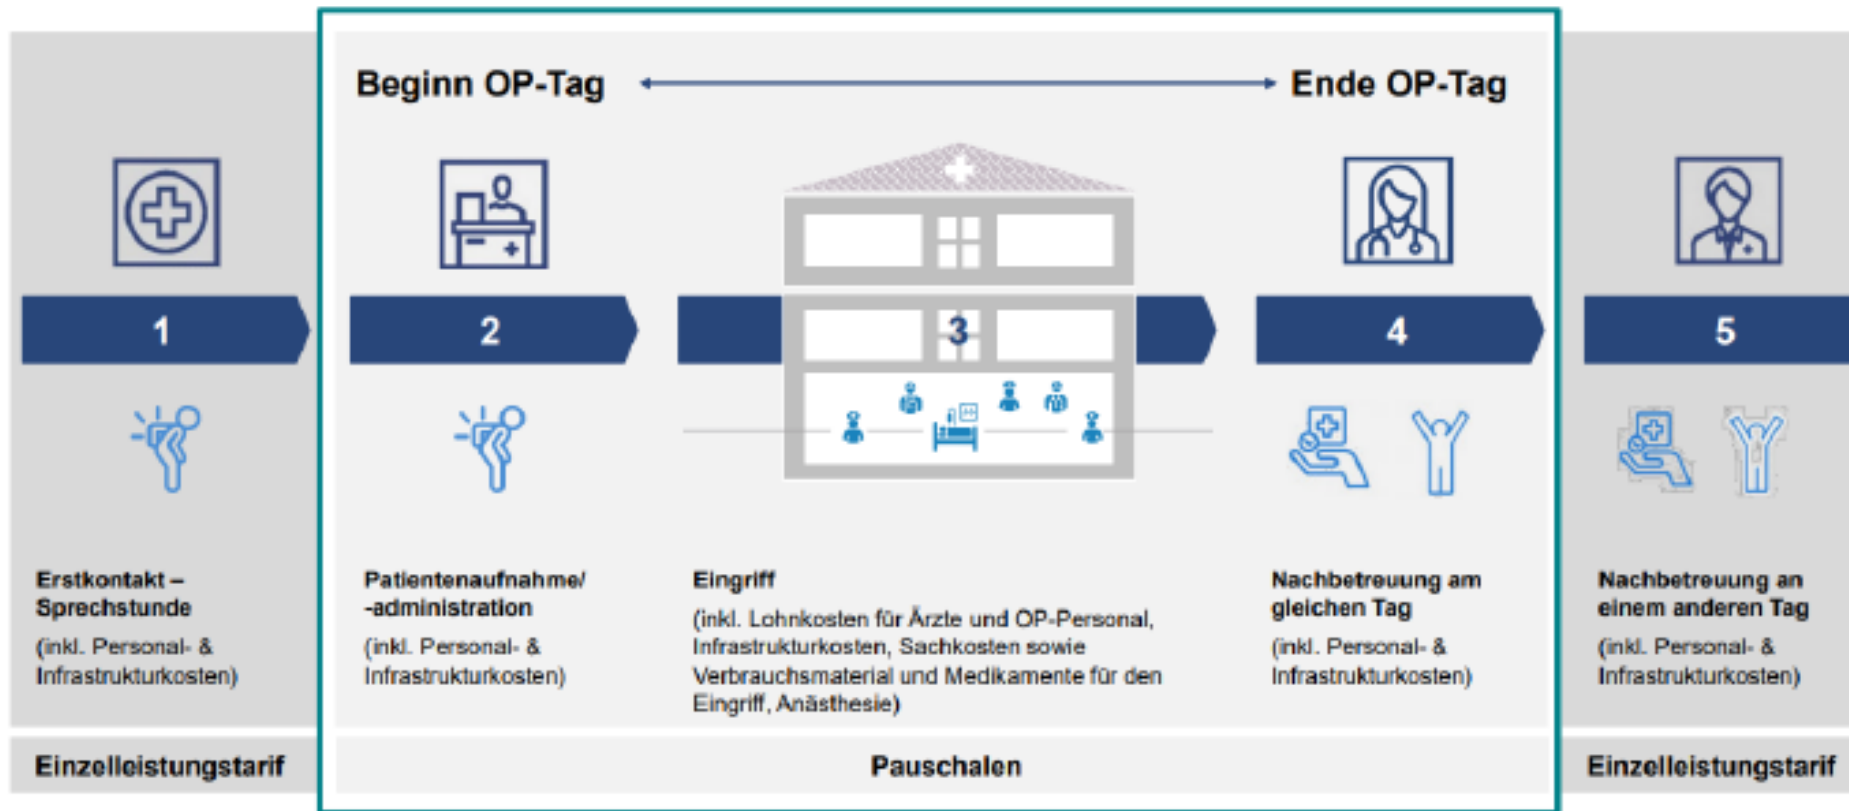 Beginn OP-Tag
Ende OP-Tag
1
2
3
4
5
Erstkontakt –
Sprechstunde
(inkl. Personal- &
Infrastrukturkosten)
Patientenaufnahme/
-administration
(inkl. Personal- &
Infrastrukturkosten)
Eingriff
(inkl. Lohnkosten für Ärzte und OP-Personal,
Infrastrukturkosten, Sachkosten sowie
Verbrauchsmaterial und Medikamente für den
Eingriff, Anästhesie)
Nachbetreuung am
gleichen Tag
(inkl. Personal- &
Infrastrukturkosten)
Nachbetreuung an
einem anderen Tag
(inkl. Personal- &
Infrastrukturkosten)
Einzelleistungstarif
Pauschalen
Einzelleistungstarif